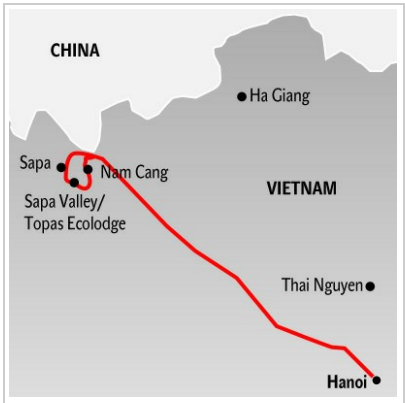 CHINA
Ha Giang
Sapa
Nam Cang
VIETNAM
Sapa Valley/
Topas Ecolodge
Thai Nguyen
Hanoi